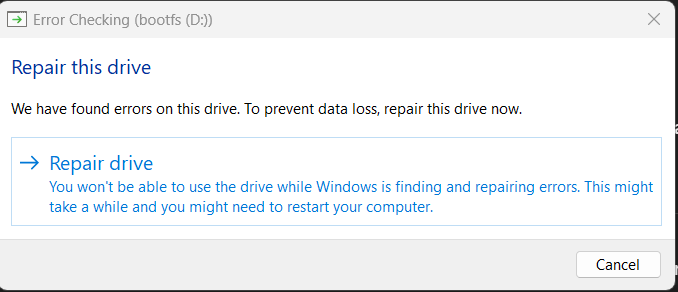 Error Checking (bootfs (D:))
Repair this drive
We have found errors on this drive. To prevent data loss, repair this drive now.
Repair drive
You won't be able to use the drive while Windows is finding and repairing errors. This might
take a while and you might need to restart your computer.
Cancel